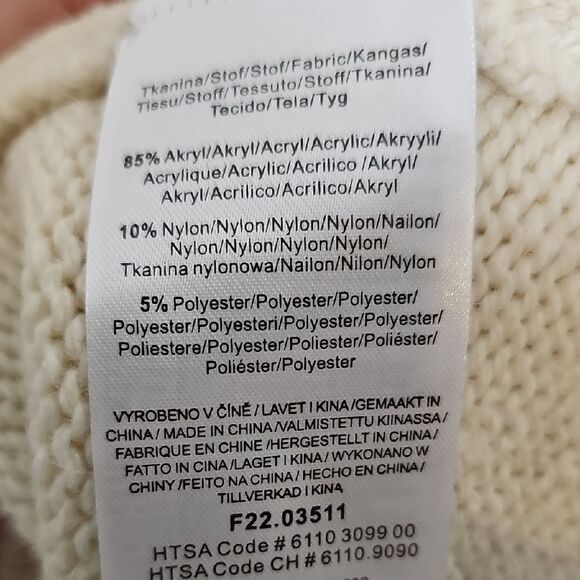 Tkanina/Stof/Stof/Fabric/Kangas/
Tissu/Stoff/Tessuto/Stoff/Tkanina/
Tecido/Tela/Tyg
85% Akryl/Akryl/Acryl/Acrylic/Akryyli/
Acrylique/Acrylic/Acrilico /Akryl/
Akryl/Acrilico/Acrilico/Akryl
10% Nylon/Nylon/Nylon/Nylon/Nailon/
Nylon/Nylon/Nylon/Nylon/
Tkanina nylonowa/Nailon/Nilon/Nylon
5% Polyester/Polyester/Polyester/
Polyester/Polyesteri/Polyester/Polyester/
Poliestere/Polyester/Poliester/Poliéster/
Poliéster/Polyester
VYROBENO V ČÍNĚ / LAVET I KINA /GEMAAKT IN
CHINA / MADE IN CHINA /VALMISTETTU KIINASSA /
FABRIQUE EN CHINE /HERGESTELLT IN CHINA/
FATTO IN CINA /LAGET I KINA / WYKONANO W
CHINY /FEITO NA CHINA / HECHO EN CHINA /
TILLVERKAD I KINA
F22.03511
HTSA Code # 6110 3099 00
HTSA Code CH # 6110.9090